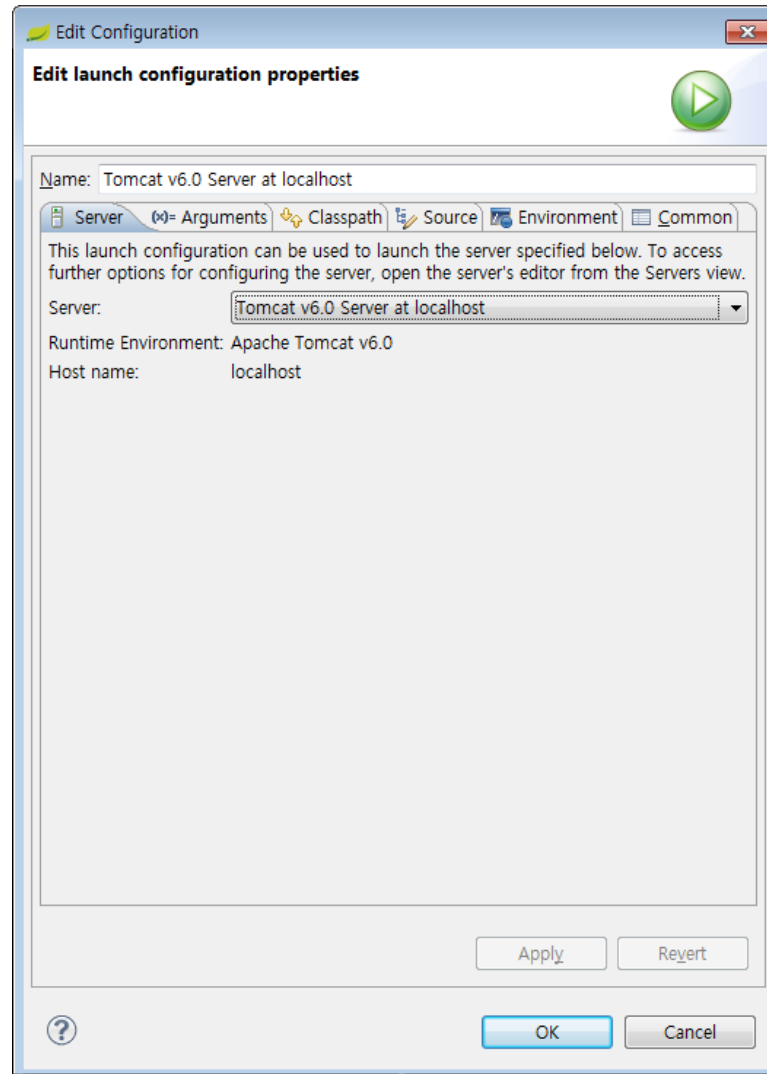 Edit Configuration
Edit launch configuration properties
Name: Tomcat v6.0 Server at localhost
Server (x)= Arguments Classpath Source Environment Common
This launch configuration can be used to launch the server specified below. To access
further options for configuring the server, open the server's editor from the Servers view.
Server: Tomcat v6.0 Server at localhost
Runtime Environment: Apache Tomcat v6.0
Host name: localhost
Apply Revert
? OK Cancel